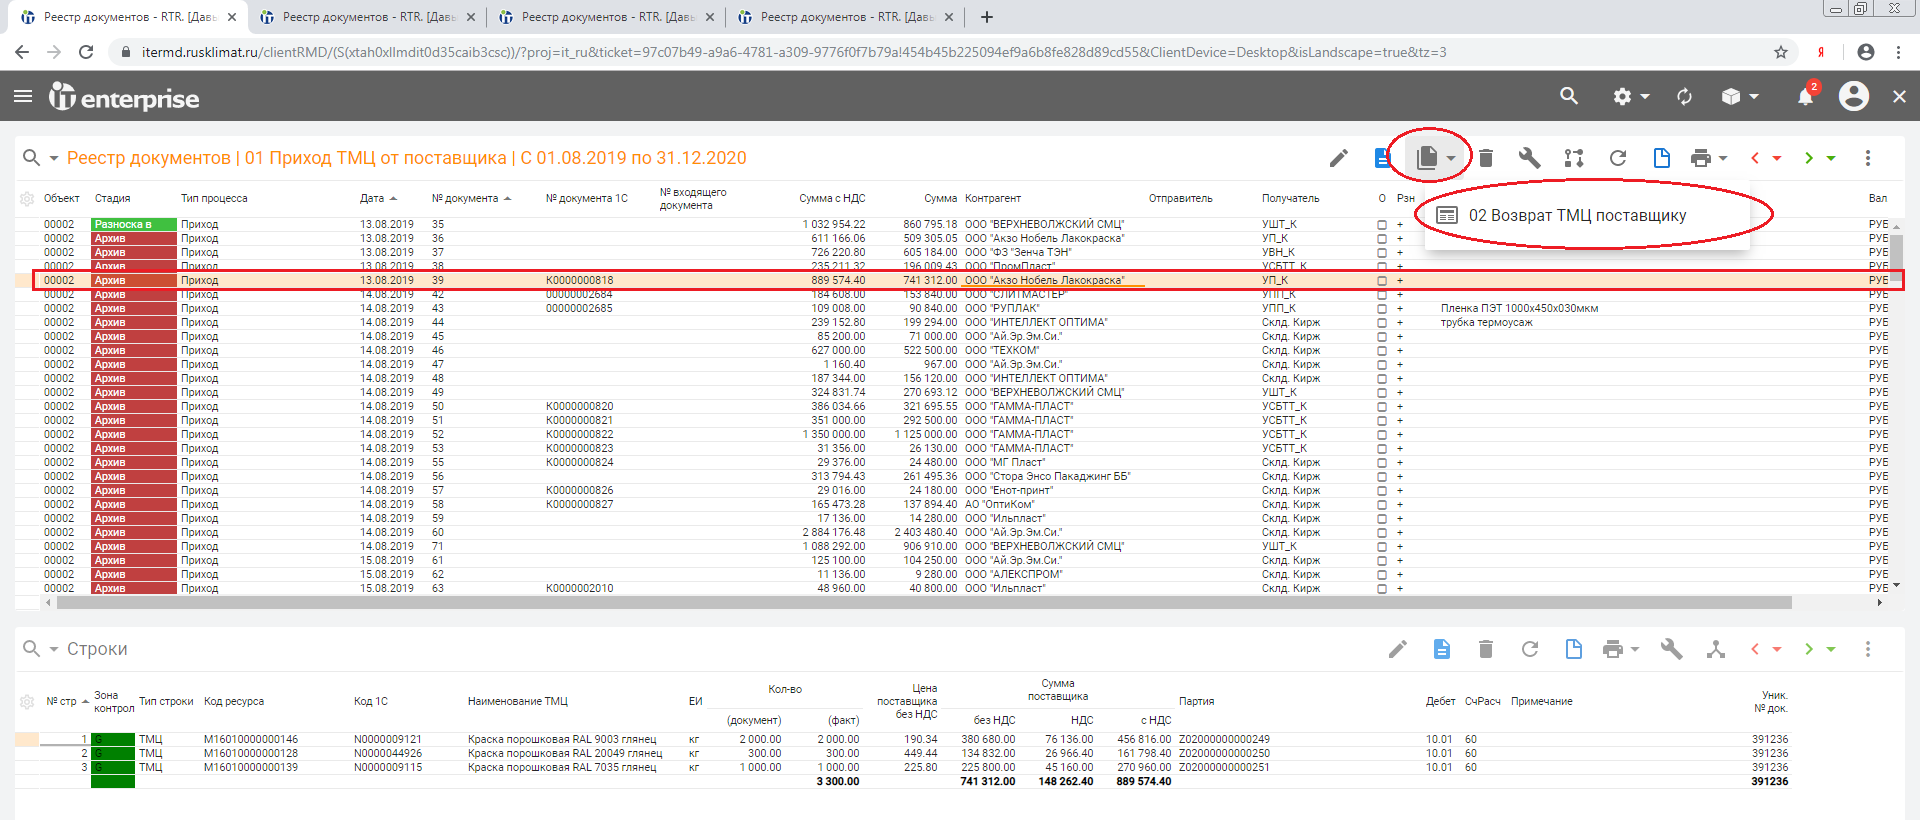 Реестр документов - RTR. [Давы
Реестр документов - RTR. [Давы
Реестр документов - RTR. [Давы
Реестр документов - RTR. [Давы
itermd.rusklimat.ru/clientRMD/(S(xtah0xllmdit0d35caib3csc))/?proj=it_ru&ticket=97c07b49-a9a6-4781-a309-9776f0f7b79a!454b45b225094ef9a6b8fe828d89cd55&ClientDevice=Desktop&isLandscape=true&tz=3
Я
it enterprise
2
Реестр документов | 01 Приход ТМЦ от поставщика | С 01.08.2019 по 31.12.2020
02 Возврат ТМЦ поставщику
Объект Стадия Тип процесса Дата № документа № документа 1С № входящего документа Сумма с НДС Сумма Контрагент Отправитель Получатель О Рзн Вал
00002 Разноска в Приход 13.08.2019 35 1 032 954.22 860 795.18 ООО "ВЕРХНЕВОЛЖСКИЙ СМЦ" УШТ_К + РУБ
00002 Архив Приход 13.08.2019 36 611 166.06 509 305.05 ООО "Акзо Нобель Лакокраска" УП_К + РУБ
00002 Архив Приход 13.08.2019 37 726 220.80 605 184.00 ООО "ФЗ "Зенча ТЭН" УВН_К + РУБ
00002 Архив Приход 13.08.2019 38 235 211.32 196 009.43 ООО "ПромПласт" УСБТТ_К + РУБ
00002 Архив Приход 13.08.2019 39 К0000000818 889 574.40 741 312.00 ООО "Акзо Нобель Лакокраска" УП_К + РУБ
00002 Архив Приход 14.08.2019 42 00000002684 184 608.00 153 840.00 ООО "СЛИТМАСТЕР" УПП_К + РУБ
00002 Архив Приход 14.08.2019 43 00000002685 109 008.00 90 840.00 ООО "РУПЛАК" УПП_К + Пленка ПЭТ 1000х450х030мкм РУБ
00002 Архив Приход 14.08.2019 44 239 152.80 199 294.00 ООО "ИНТЕЛЛЕКТ ОПТИМА" Склд. Кирж + трубка термоусаж РУБ
00002 Архив Приход 14.08.2019 45 85 200.00 71 000.00 ООО "Ай.Эр.Эм.Си." Склд. Кирж + РУБ
00002 Архив Приход 14.08.2019 46 627 000.00 522 500.00 ООО "ТЕХКОМ" Склд. Кирж + РУБ
00002 Архив Приход 14.08.2019 47 1 160.40 967.00 ООО "Ай.Эр.Эм.Си." Склд. Кирж + РУБ
00002 Архив Приход 14.08.2019 48 187 344.00 156 120.00 ООО "ИНТЕЛЛЕКТ ОПТИМА" Склд. Кирж + РУБ
00002 Архив Приход 14.08.2019 49 324 831.74 270 693.12 ООО "ВЕРХНЕВОЛЖСКИЙ СМЦ" УШТ_К + РУБ
00002 Архив Приход 14.08.2019 50 К0000000820 386 034.66 321 695.55 ООО "ГАММА-ПЛАСТ" УСБТТ_К + РУБ
00002 Архив Приход 14.08.2019 51 К0000000821 351 000.00 292 500.00 ООО "ГАММА-ПЛАСТ" УСБТТ_К + РУБ
00002 Архив Приход 14.08.2019 52 К0000000822 1 350 000.00 1 125 000.00 ООО "ГАММА-ПЛАСТ" УСБТТ_К + РУБ
00002 Архив Приход 14.08.2019 53 К0000000823 31 356.00 26 130.00 ООО "ГАММА-ПЛАСТ" УСБТТ_К + РУБ
00002 Архив Приход 14.08.2019 55 К0000000824 29 376.00 24 480.00 ООО "МГ Пласт" Склд. Кирж + РУБ
00002 Архив Приход 14.08.2019 56 313 794.43 261 495.36 ООО "Стора Энсо Пакаджинг ББ" Склд. Кирж + РУБ
00002 Архив Приход 14.08.2019 57 К0000000826 29 016.00 24 180.00 ООО "Енот-принт" Склд. Кирж + РУБ
00002 Архив Приход 14.08.2019 58 К0000000827 165 473.28 137 894.40 АО "ОптиКом" Склд. Кирж + РУБ
00002 Архив Приход 14.08.2019 59 17 136.00 14 280.00 ООО "Ильпласт" Склд. Кирж + РУБ
00002 Архив Приход 14.08.2019 60 2 884 176.48 2 403 480.40 ООО "Ай.Эр.Эм.Си." Склд. Кирж + РУБ
00002 Архив Приход 14.08.2019 71 1 088 292.00 906 910.00 ООО "ВЕРХНЕВОЛЖСКИЙ СМЦ" УШТ_К + РУБ
00002 Архив Приход 15.08.2019 61 125 100.00 104 250.00 ООО "Ай.Эр.Эм.Си." Склд. Кирж + РУБ
00002 Архив Приход 15.08.2019 62 11 136.00 9 280.00 ООО "АЛЕКСПРОМ" Склд. Кирж + РУБ
00002 Архив Приход 15.08.2019 63 К0000002010 48 960.00 40 800.00 ООО "Ильпласт" Склд. Кирж + РУБ
Строки
№ стр Зона контрол Тип строки Код ресурса Код 1С Наименование ТМЦ ЕИ Кол-во (документ) (факт) Цена поставщика без НДС Сумма поставщика без НДС НДС с НДС Партия Дебет СчРасч Примечание Уник. № док.
1 G ТМЦ М16010000000146 N0000009121 Краска порошковая RAL 9003 глянец кг 2 000.00 2 000.00 190.34 380 680.00 76 136.00 456 816.00 Z02000000000249 10.01 60 391236
2 G ТМЦ М16010000000128 N0000044926 Краска порошковая RAL 20049 глянец кг 300.00 300.00 449.44 134 832.00 26 966.40 161 798.40 Z02000000000250 10.01 60 391236
3 G ТМЦ М16010000000139 N0000009115 Краска порошковая RAL 7035 глянец кг 1 000.00 1 000.00 225.80 225 800.00 45 160.00 270 960.00 Z02000000000251 10.01 60 391236
3 300.00 741 312.00 148 262.40 889 574.40 391236